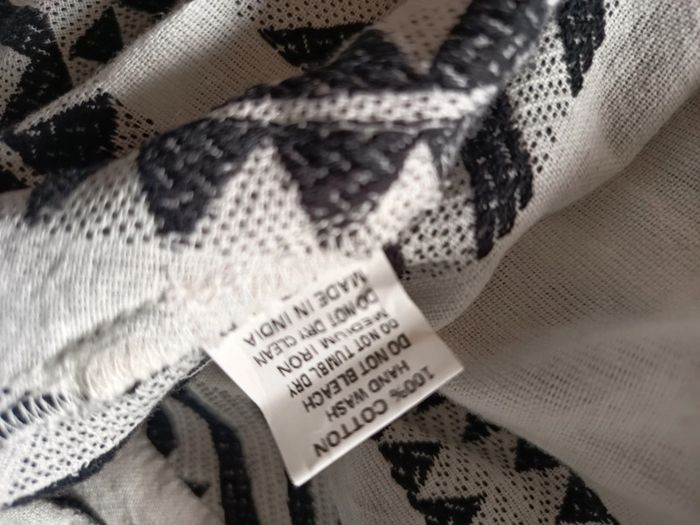 100% COTTON
HAND WASH
DO NOT BLEACH
DO NOT TUMBL DRY
MEDIUM IRON
DO NOT DRY CLEAN
MADE IN INDIA